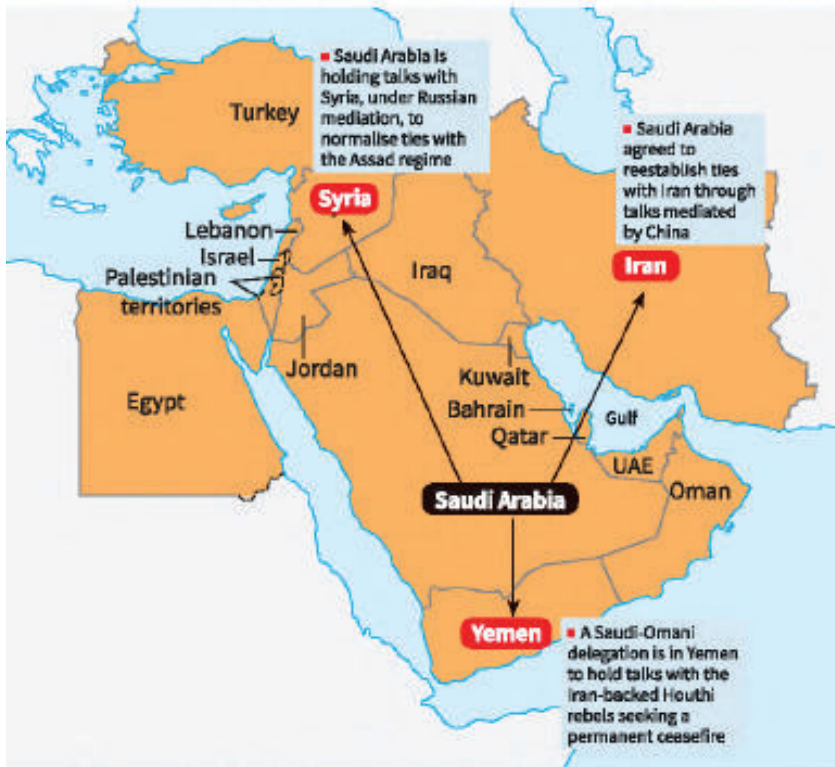 ■ Saudi Arabia is
holding talks with
Syria, under Russian
mediation, to
normalise ties with
the Assad regime
Turkey
■ Saudi Arabia
agreed to
reestablish ties
with Iran through
talks mediated
by China
Syria
Lebanon
Israel
Palestinian
territories
Iraq
Iran
Jordan
Kuwait
Egypt
Bahrain
Gulf
Qatar
UAE
Saudi Arabia
Oman
Yemen
■ A Saudi-Omani
delegation is in Yemen
to hold talks with the
Iran-backed Houthi
rebels seeking a
permanent ceasefire